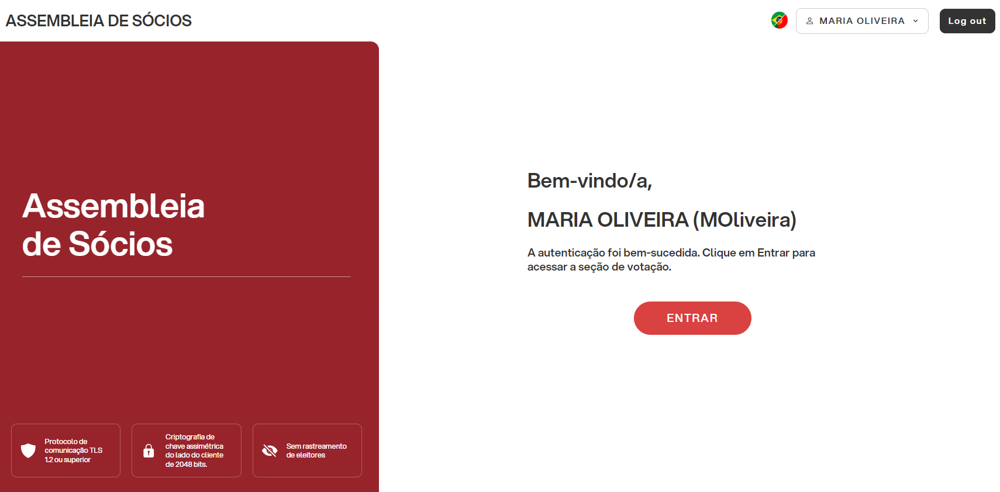 ASSEMBLEIA DE SÓCIOS
MARIA OLIVEIRA
Log out
Assembleia
de Sócios
Bem-vindo/a,
MARIA OLIVEIRA (MOliveira)
A autenticação foi bem-sucedida. Clique em Entrar para
acessar a seção de votação.
ENTRAR
Protocolo de
comunicação TLS
1.2 ou superior
Criptografia de
chave assimétrica
do lado do cliente
de 2048 bits.
Sem rastreamento
de eleitores